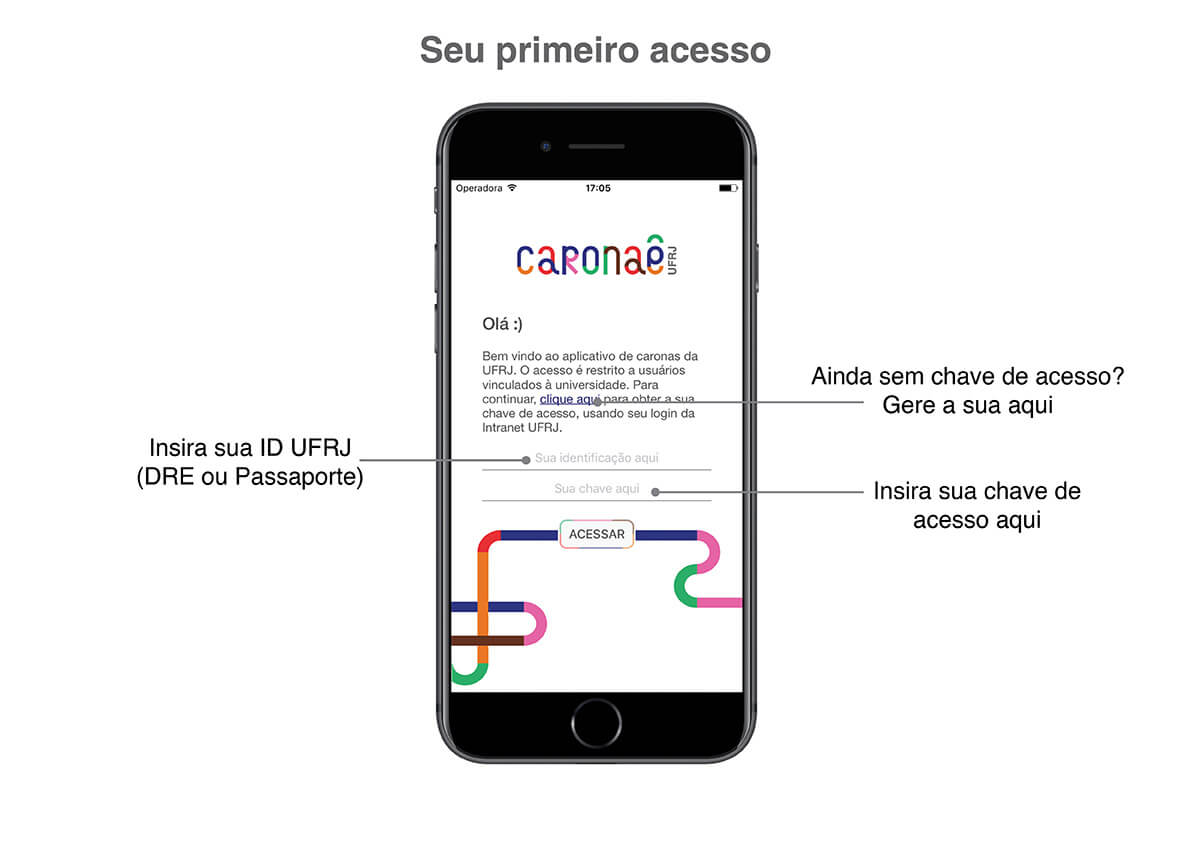 Seu primeiro acesso
Operadora
17:05
caronaê
UFRJ
Olá :)
Bem vindo ao aplicativo de caronas da
UFRJ. O acesso é restrito a usuários
vinculados à universidade. Para
continuar, clique aqui para obter a sua
chave de acesso, usando seu login da
Intranet UFRJ.
Ainda sem chave de acesso?
Gere a sua aqui
Insira sua ID UFRJ
(DRE ou Passaporte)
Sua identificação aqui
Sua chave aqui
Insira sua chave de
acesso aqui
ACESSAR